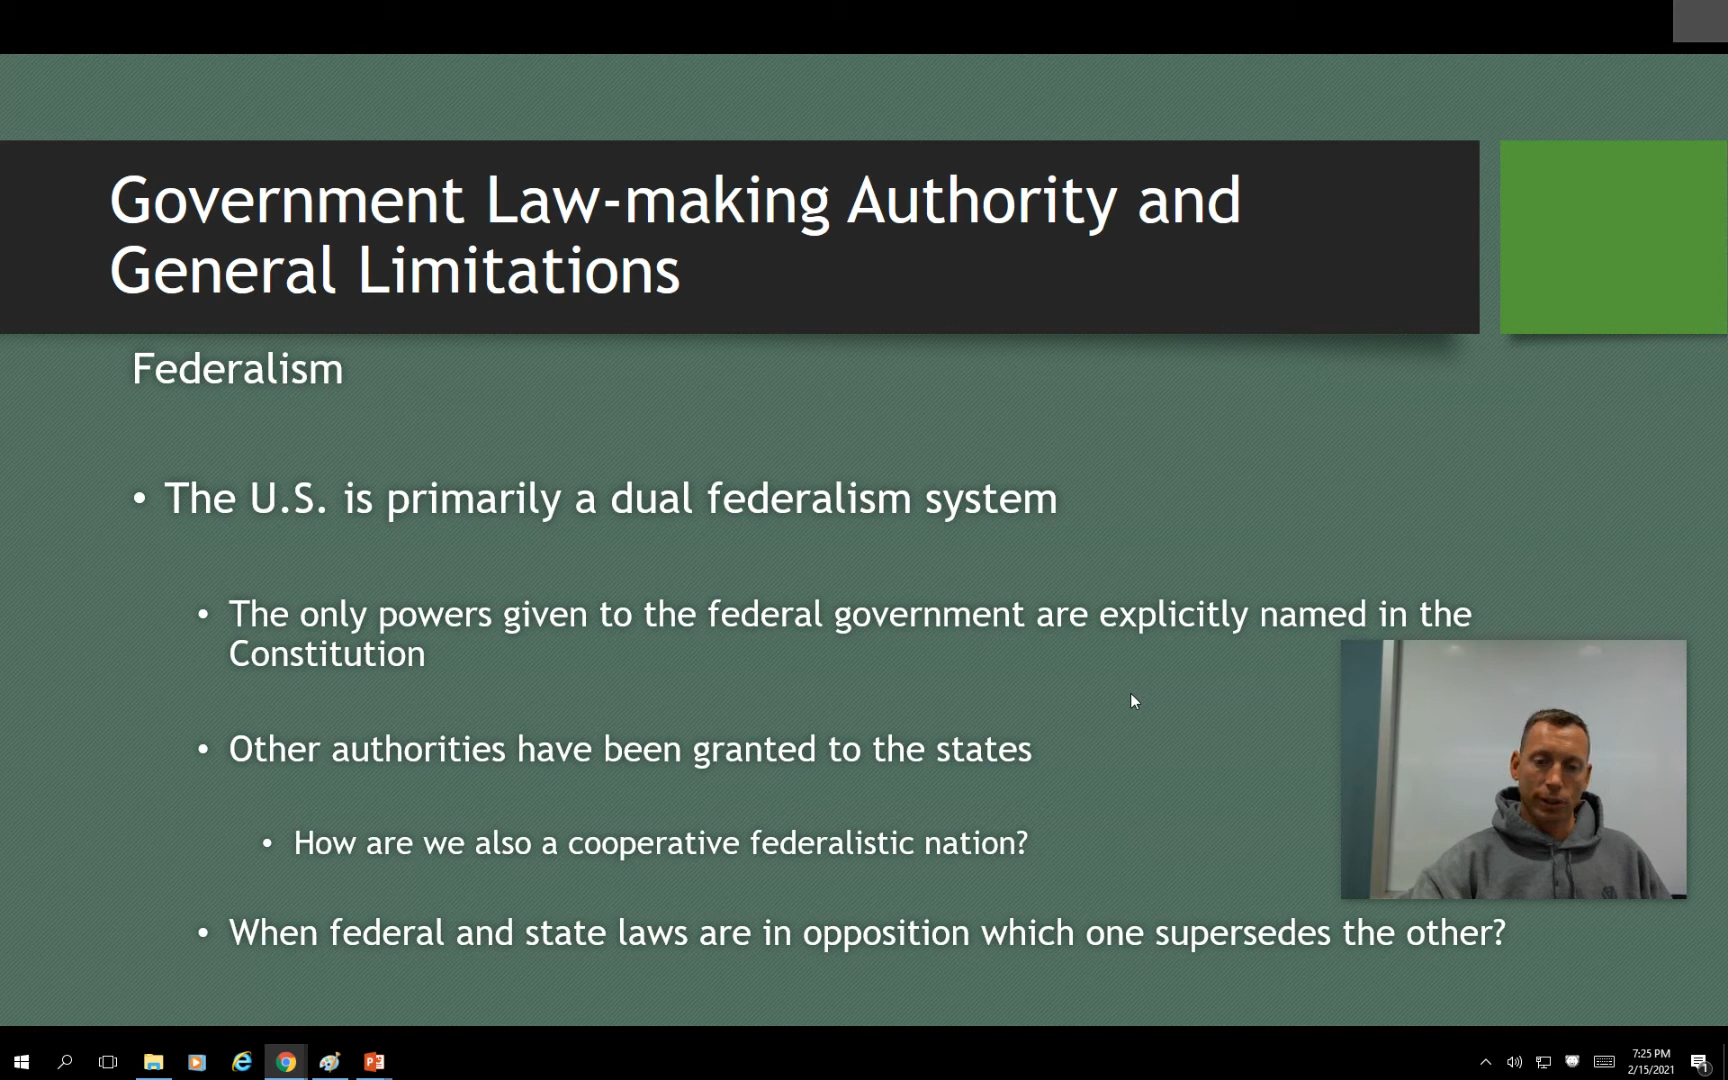 Government Law-making Authority and
General Limitations
Federalism
• The U.S. is primarily a dual federalism system
• The only powers given to the federal government are explicitly named in the
Constitution
• Other authorities have been granted to the states
• How are we also a cooperative federalistic nation?
• When federal and state laws are in opposition which one supersedes the other?
7:25 PM
2/15/2021
1